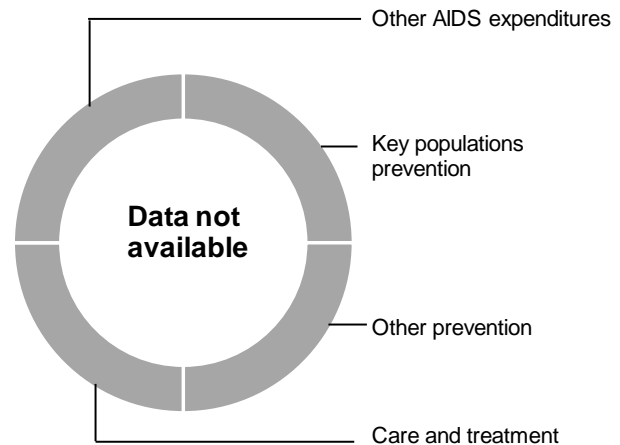 Other AIDS expenditures
Key populations
prevention
Data not
available
Other prevention
Care and treatment